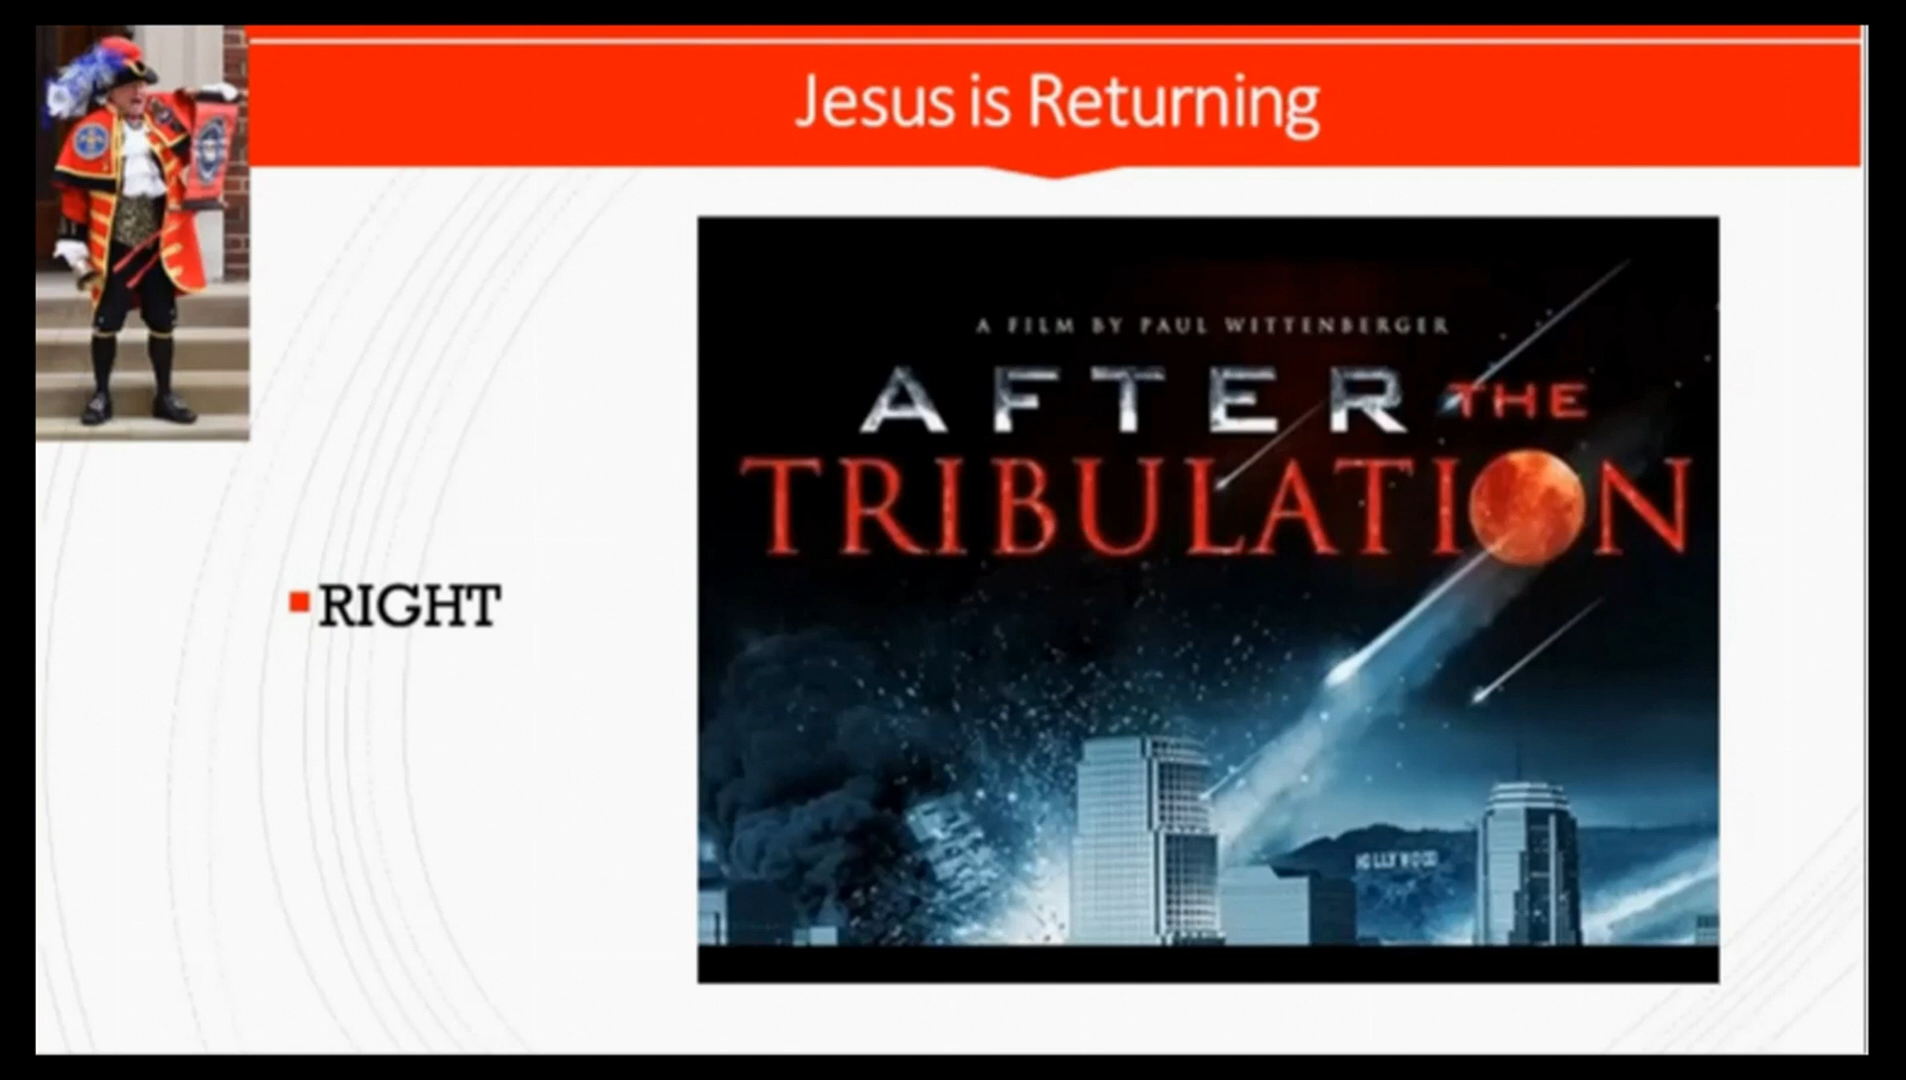 Jesus is Returning
RIGHT
A FILM BY PAUL WITTENBERGER
AFTER THE
TRIBULATION
HOLLYWOOD